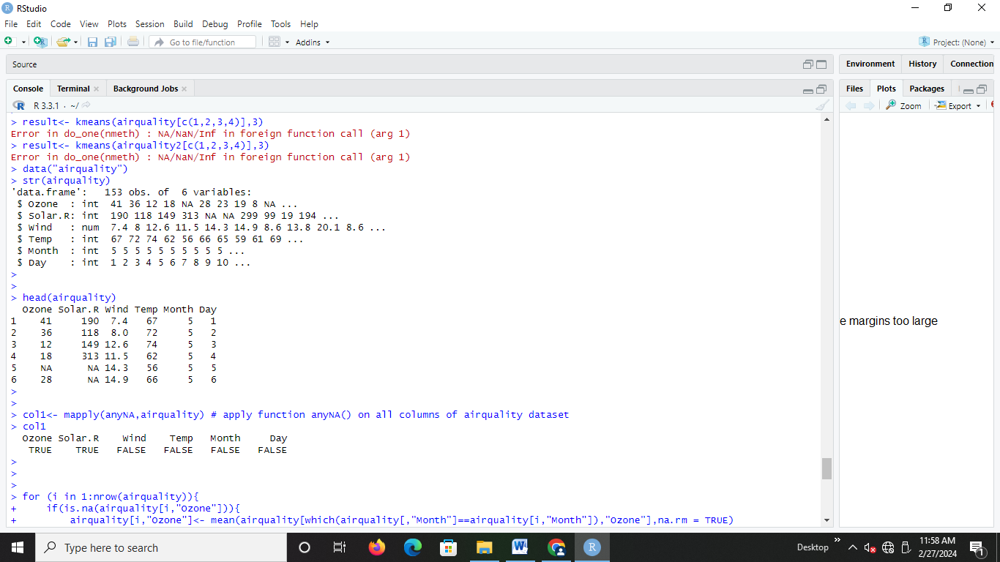 RStudio
File Edit Code View Plots Session Build Debug Profile Tools Help
Go to file/function Addins Project: (None)
Source
Environment History Connection
Console Terminal Background Jobs
Files Plots Packages
R 3.3.1 · ~/
Zoom Export
> result<- kmeans(airquality[c(1,2,3,4)],3)
Error in do_one(nmeth) : NA/NaN/Inf in foreign function call (arg 1)
> result<- kmeans(airquality2[c(1,2,3,4)],3)
Error in do_one(nmeth) : NA/NaN/Inf in foreign function call (arg 1)
> data("airquality")
> str(airquality)
'data.frame':   153 obs. of  6 variables:
 $ Ozone  : int  41 36 12 18 NA 28 23 19 8 NA ...
 $ Solar.R: int  190 118 149 313 NA NA 299 99 19 194 ...
 $ Wind   : num  7.4 8 12.6 11.5 14.3 14.9 8.6 13.8 20.1 8.6 ...
 $ Temp   : int  67 72 74 62 56 66 65 59 61 69 ...
 $ Month  : int  5 5 5 5 5 5 5 5 5 5 ...
 $ Day    : int  1 2 3 4 5 6 7 8 9 10 ...
>
>
> head(airquality)
  Ozone Solar.R Wind Temp Month Day
1    41     190  7.4   67     5   1
2    36     118  8.0   72     5   2
3    12     149 12.6   74     5   3
4    18     313 11.5   62     5   4
5    NA      NA 14.3   56     5   5
6    28      NA 14.9   66     5   6
>
>
> col1<- mapply(anyNA,airquality) # apply function anyNA() on all columns of airquality dataset
> col1
  Ozone Solar.R    Wind    Temp   Month     Day
   TRUE    TRUE   FALSE   FALSE   FALSE   FALSE
>
>
>
> for (i in 1:nrow(airquality)){
+     if(is.na(airquality[i,"Ozone"])){
+         airquality[i,"Ozone"]<- mean(airquality[which(airquality[,"Month"]==airquality[i,"Month"]),"Ozone"],na.rm = TRUE)
e margins too large
Type here to search
Desktop
11:58 AM
2/27/2024
1